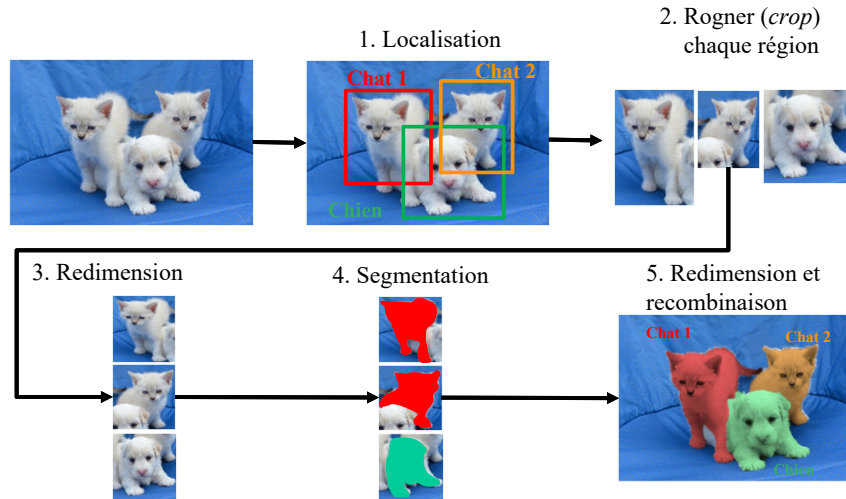 1. Localisation
2. Rogner (crop)
chaque région
Chat 1
Chat 2
Chien
3. Redimension
4. Segmentation
5. Redimension et
recombinaison
Chat 1
Chat 2
Chien